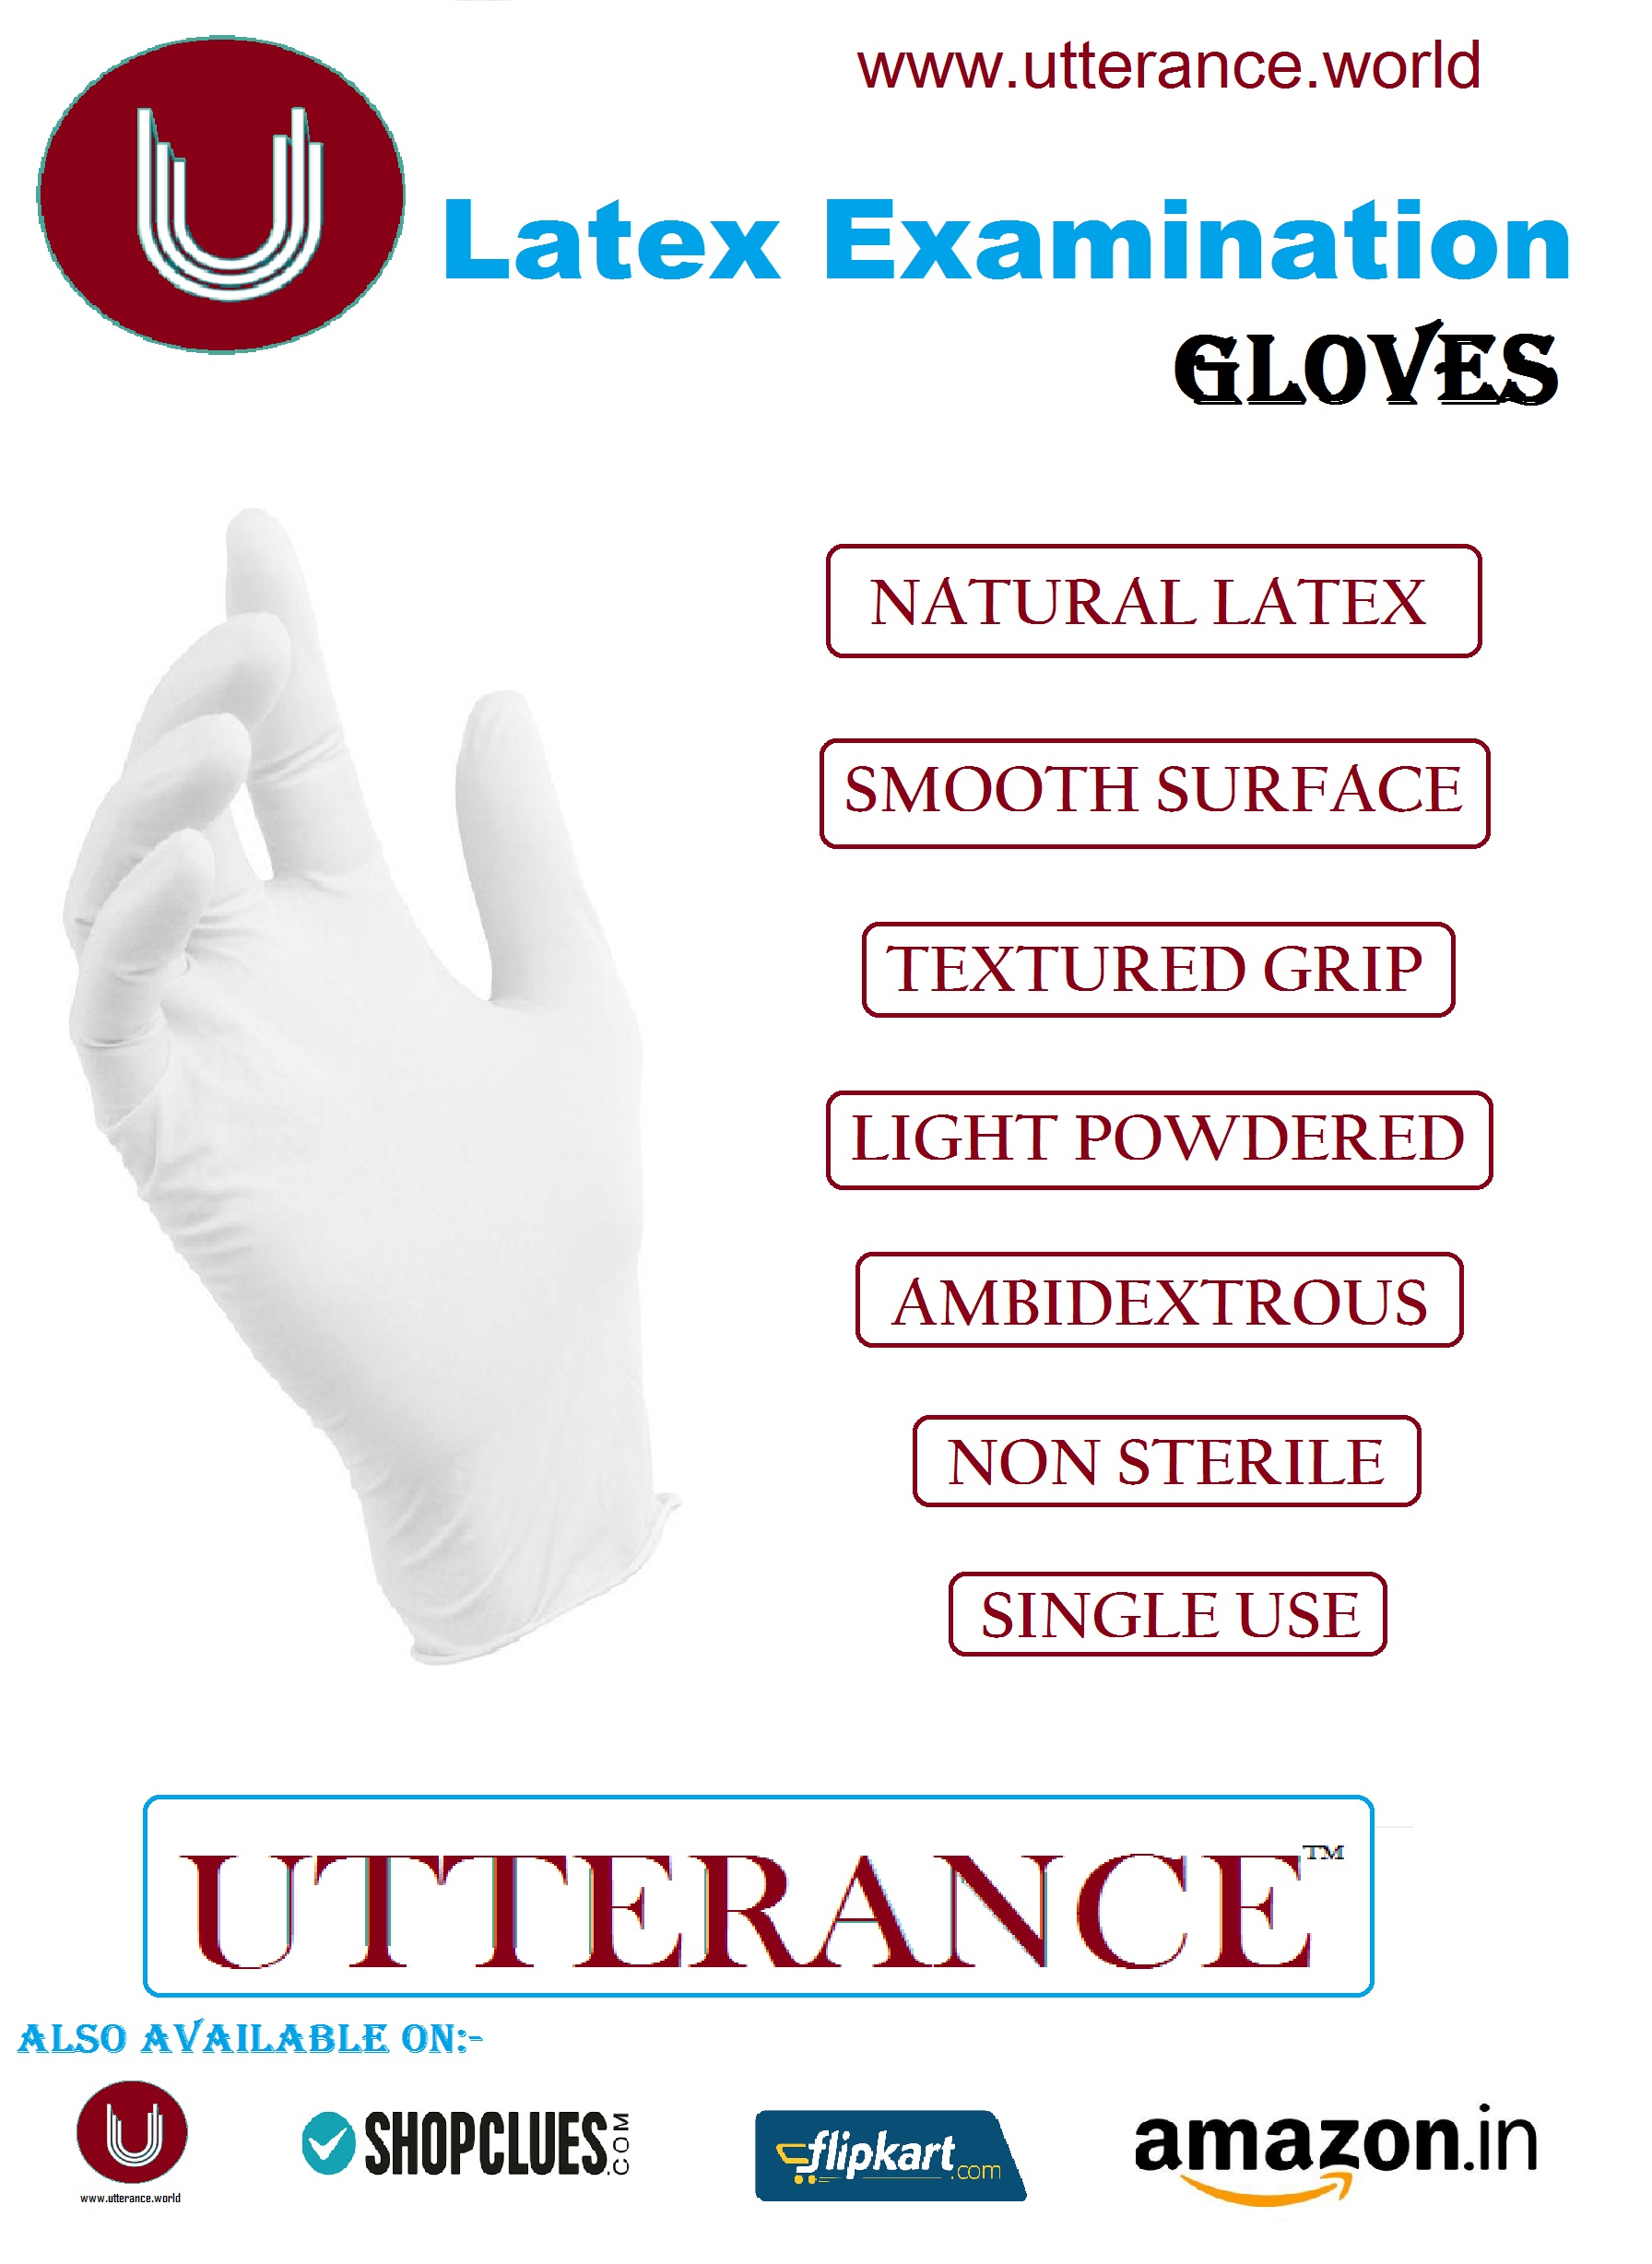 www.utterance.world
U
Latex Examination
GLOVES
NATURAL LATEX
SMOOTH SURFACE
TEXTURED GRIP
LIGHT POWDERED
AMBIDEXTROUS
NON STERILE
SINGLE USE
UTTERANCE™
ALSO AVAILABLE ON:-
U
www.utterance.world
SHOPCLUES.COM
flipkart.com
amazon.in